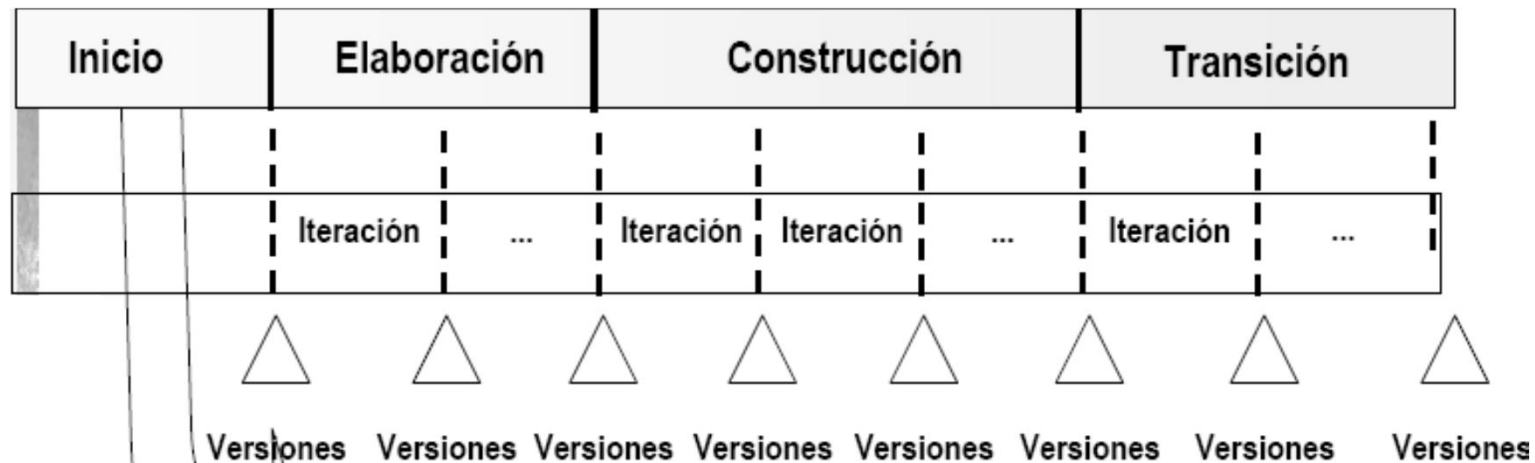 Inicio Elaboración Construcción Transición
Iteración ... Iteración Iteración ... Iteración ...
Versiones Versiones Versiones Versiones Versiones Versiones Versiones Versiones